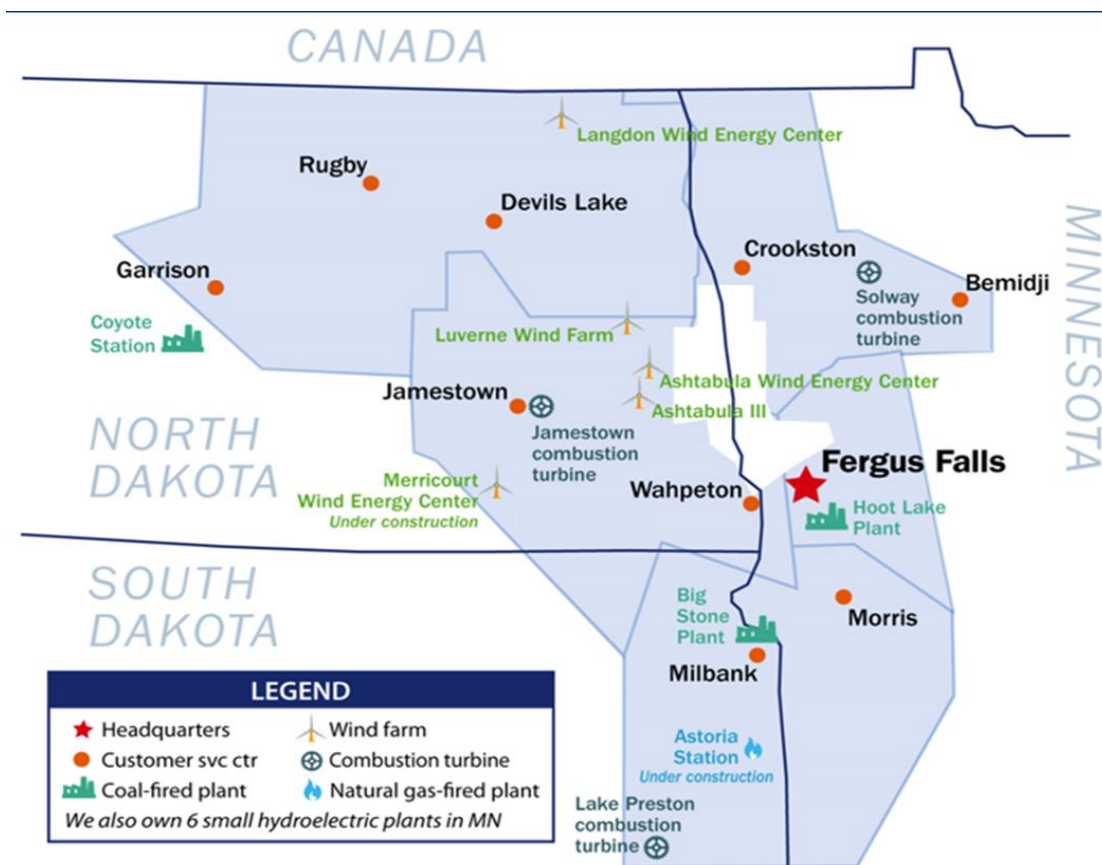 CANADA
Langdon Wind Energy Center
Rugby
Devils Lake
Crookston
Garrison
Bemidji
Solway
combustion
turbine
MINNESOTA
Coyote
Station
Luverne Wind Farm
Ashtabula Wind Energy Center
Jamestown
Ashtabula III
Jamestown
combustion
turbine
NORTH
DAKOTA
Fergus Falls
Merricourt
Wind Energy Center
Under construction
Wahpeton
Hoot Lake
Plant
SOUTH
DAKOTA
Big
Stone
Plant
Morris
Milbank
Astoria
Station
Under construction
Lake Preston
combustion
turbine
LEGEND
Headquarters
Wind farm
Customer svc ctr
Combustion turbine
Coal-fired plant
Natural gas-fired plant
We also own 6 small hydroelectric plants in MN